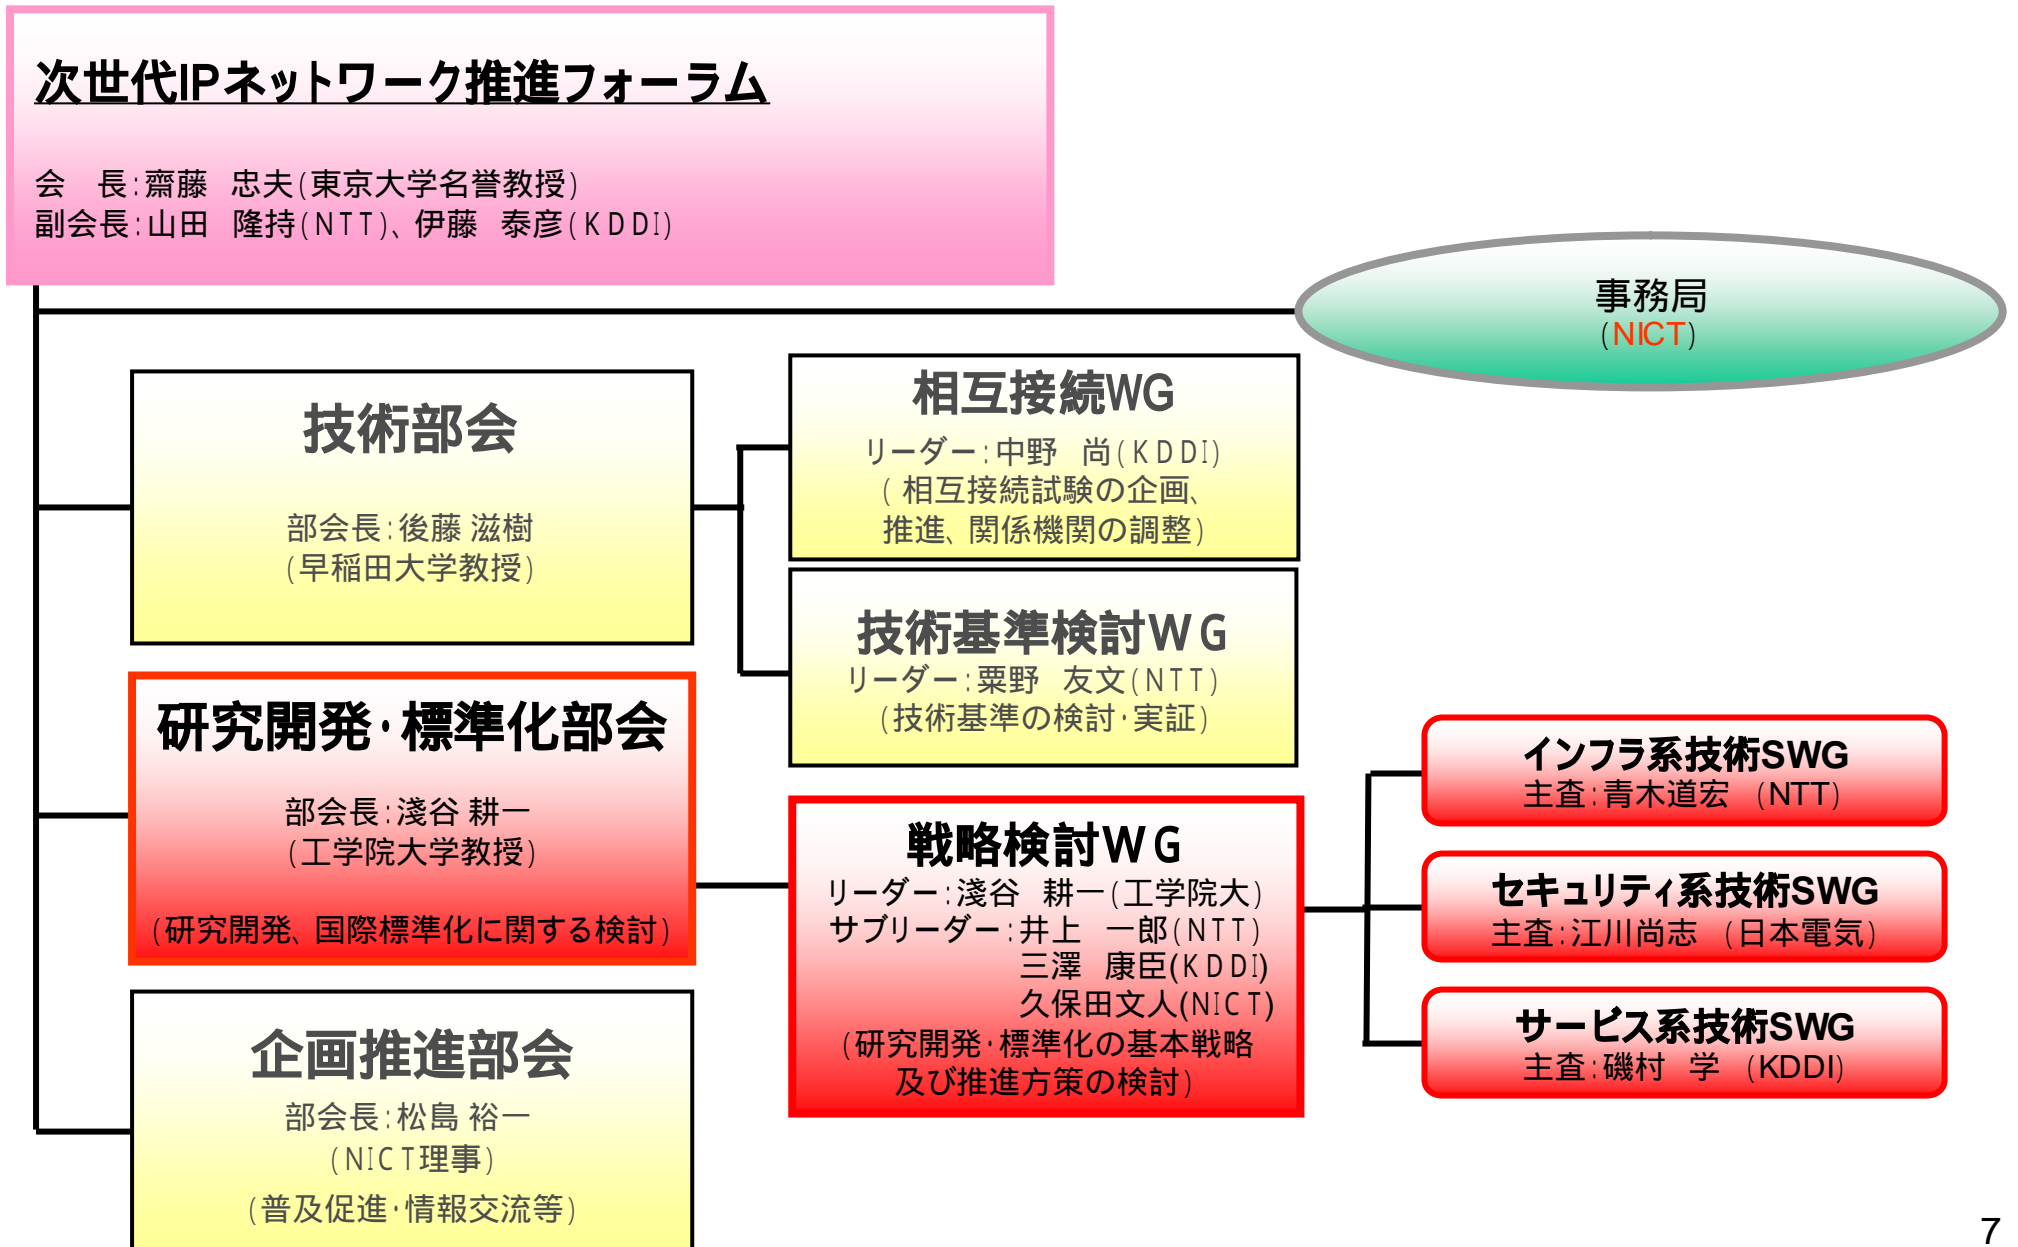 次世代IPネットワーク推進フォーラム
会　長：齋藤　忠夫（東京大学名誉教授）
副会長：山田　隆持（NTT）、伊藤　泰彦（KDDI）
事務局
（NICT）
技術部会
部会長：後藤 滋樹
（早稲田大学教授）
相互接続WG
リーダー：中野　尚（KDDI）
（相互接続試験の企画、
推進、関係機関の調整）
技術基準検討WG
リーダー：粟野　友文（NTT）
（技術基準の検討・実証）
研究開発・標準化部会
部会長：淺谷 耕一
（工学院大学教授）
（研究開発、国際標準化に関する検討）
戦略検討WG
リーダー：淺谷　耕一（工学院大）
サブリーダー：井上　一郎（NTT）
三澤　康臣(KDDI)
久保田文人(NICT)
（研究開発・標準化の基本戦略
及び推進方策の検討）
インフラ系技術SWG
主査：青木道宏　（NTT）
セキュリティ系技術SWG
主査：江川尚志　（日本電気）
サービス系技術SWG
主査：磯村　学　（KDDI）
企画推進部会
部会長：松島 裕一
（NICT理事）
（普及促進・情報交流等）
7